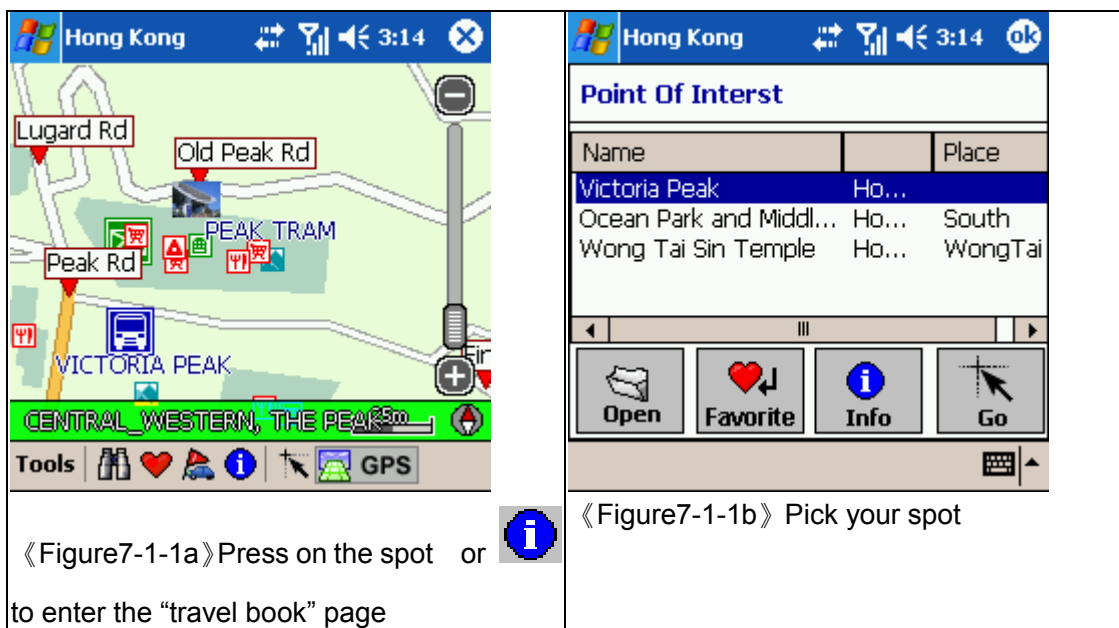 Hong Kong 3:14
Lugard Rd
Old Peak Rd
PEAK TRAM
Peak Rd
VICTORIA PEAK
CENTRAL_WESTERN, THE PEAK
Tools GPS
《Figure7-1-1a》Press on the spot or
to enter the “travel book” page
Hong Kong 3:14 ok
Point Of Interst
Name Place
Victoria Peak Ho...
Ocean Park and Middl... Ho... South
Wong Tai Sin Temple Ho... WongTai
Open Favorite Info Go
《Figure7-1-1b》Pick your spot